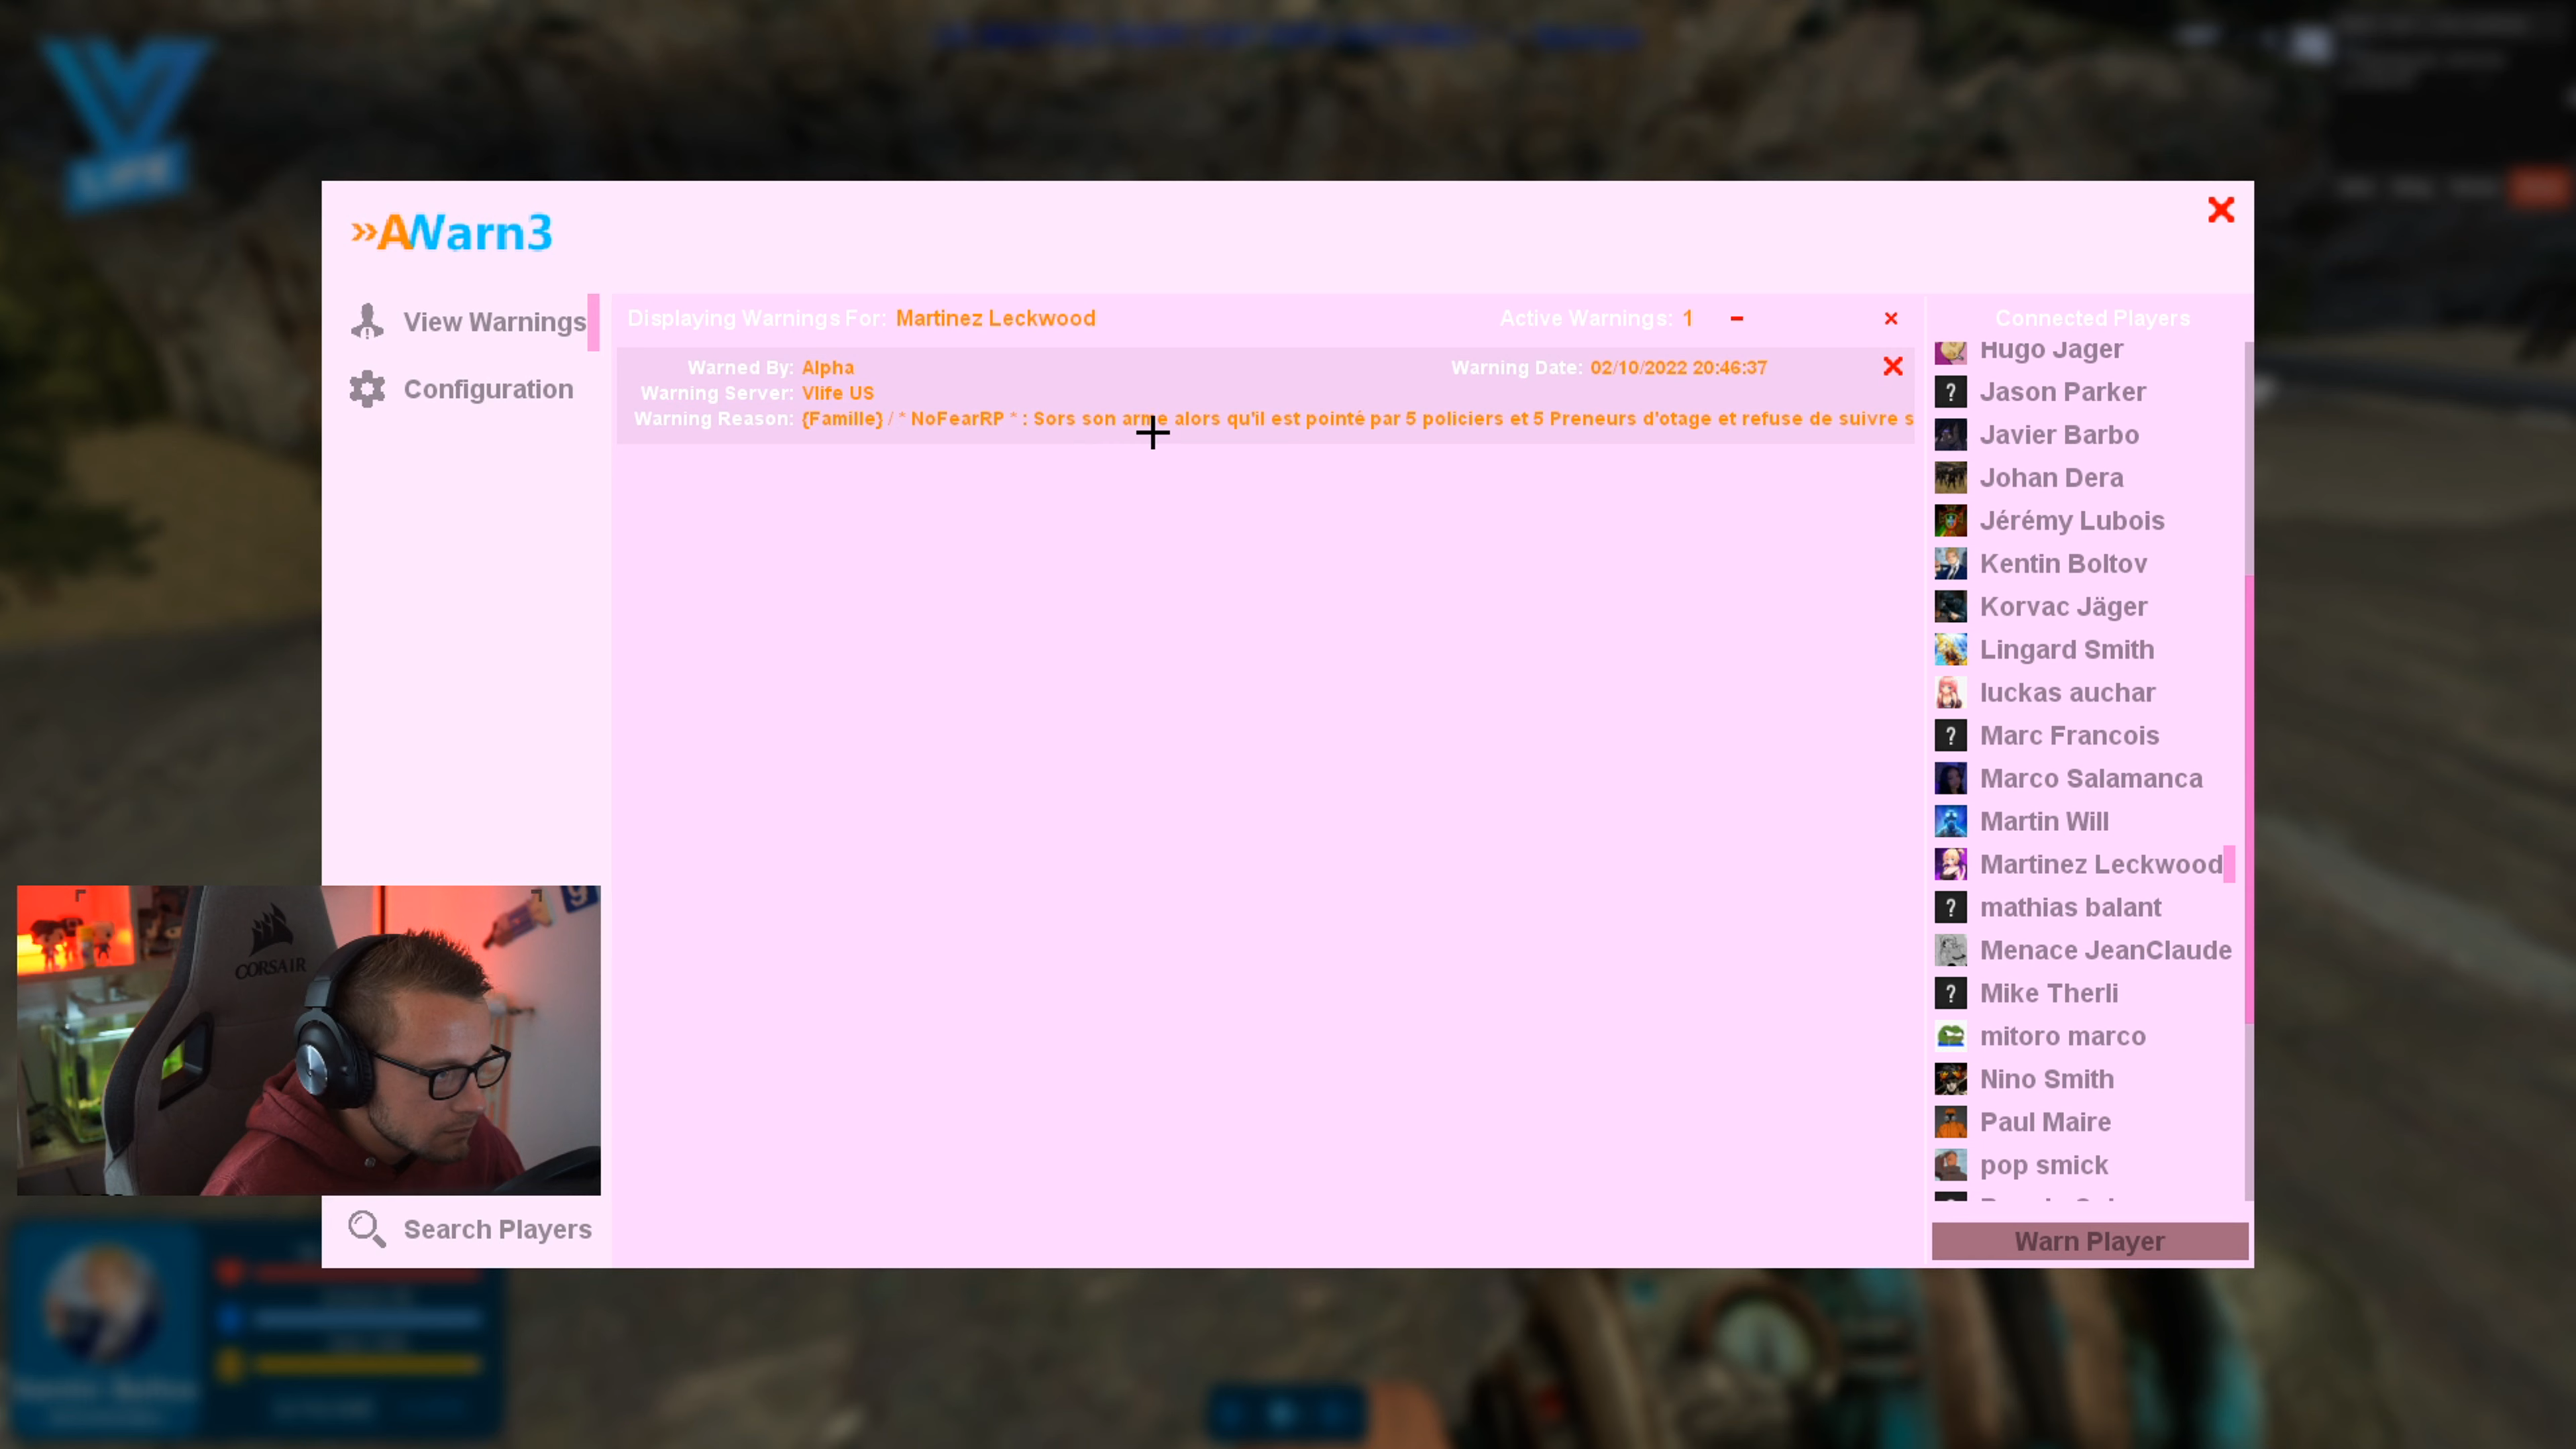 LIFE
»AWarn3
View Warnings
Configuration
Displaying Warnings For: Martinez Leckwood
Active Warnings: 1
Warned By: Alpha
Warning Date: 02/10/2022 20:46:37
Warning Server: Vlife US
Warning Reason: {Famille} / * NoFearRP * : Sors son arme alors qu'il est pointé par 5 policiers et 5 Preneurs d'otage et refuse de suivre s
Connected Players
Hugo Jager
Jason Parker
Javier Barbo
Johan Dera
Jérémy Lubois
Kentin Boltov
Korvac Jäger
Lingard Smith
luckas auchar
Marc Francois
Marco Salamanca
Martin Will
Martinez Leckwood
mathias balant
Menace JeanClaude
Mike Therli
mitoro marco
Nino Smith
Paul Maire
pop smick
Warn Player
CORSAIR
Search Players